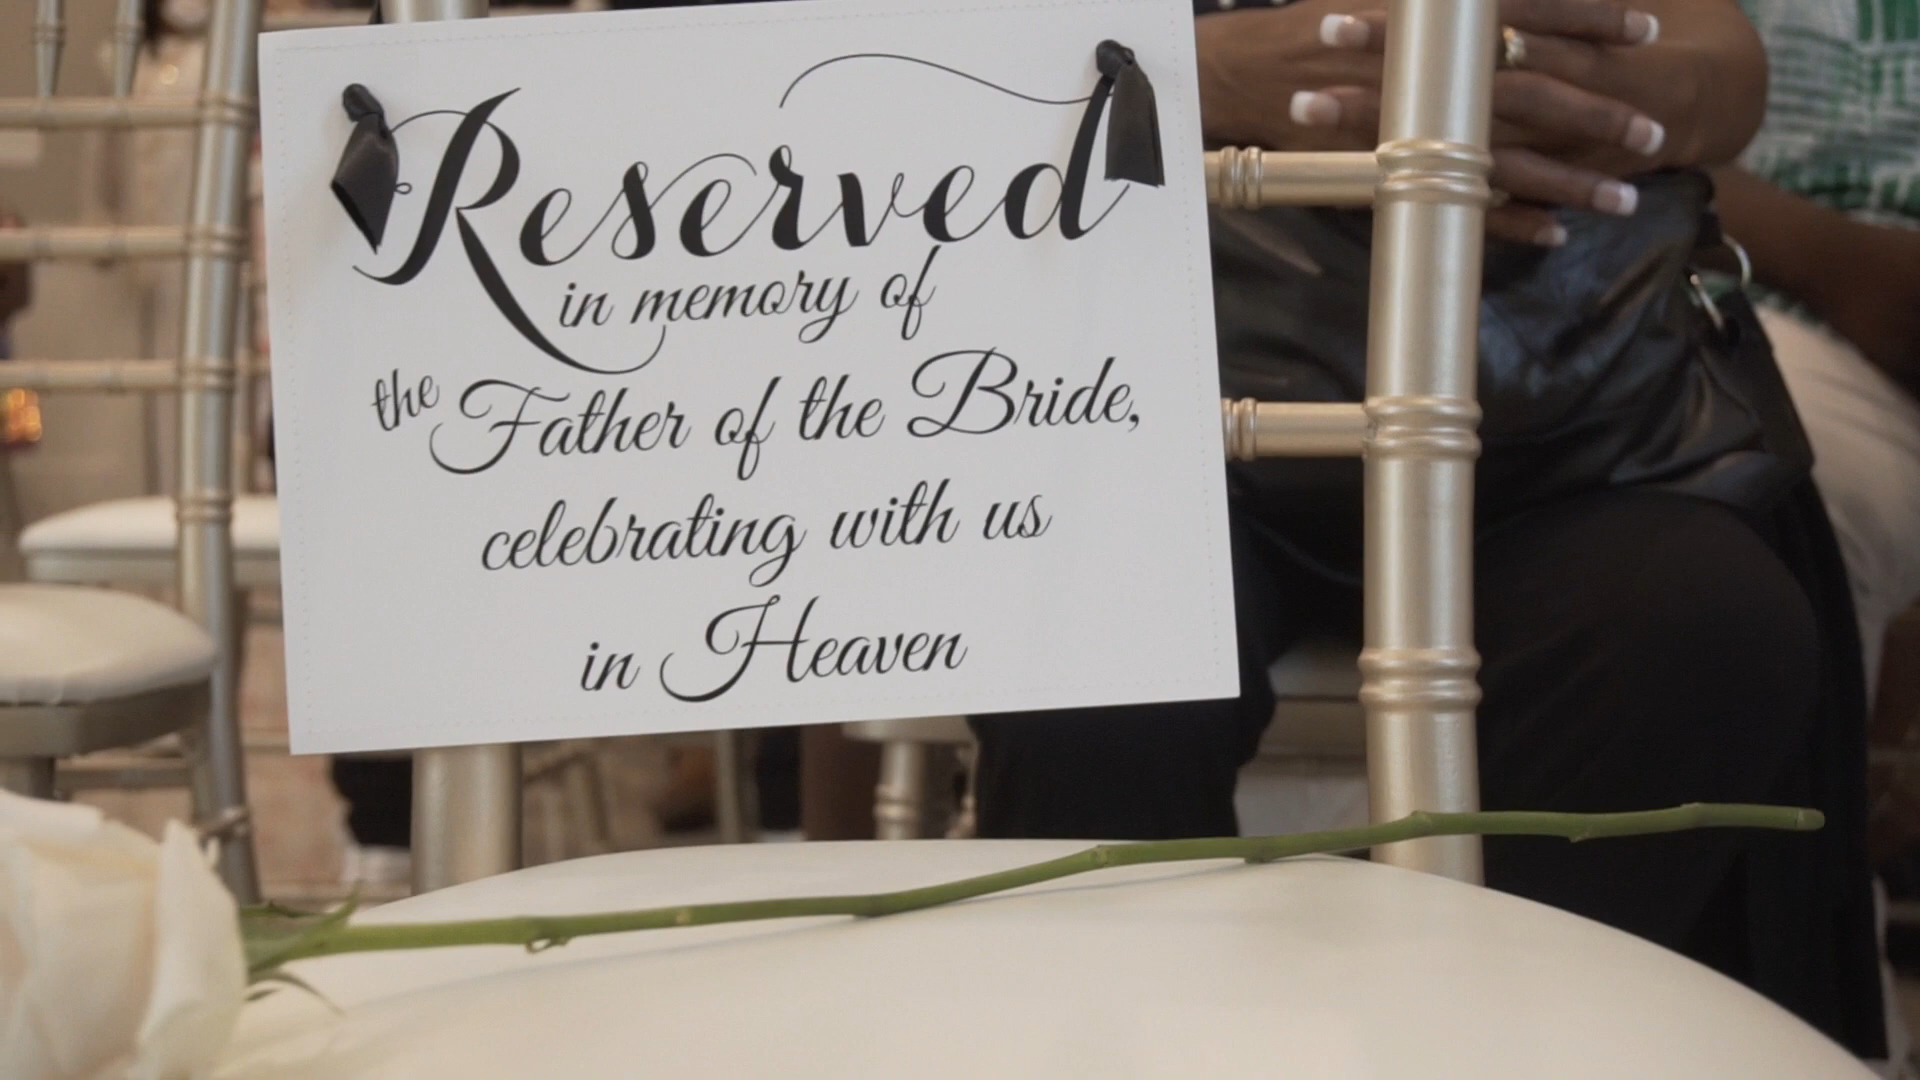 Reserved
in memory of
the Father of the Bride,
celebrating with us
in Heaven